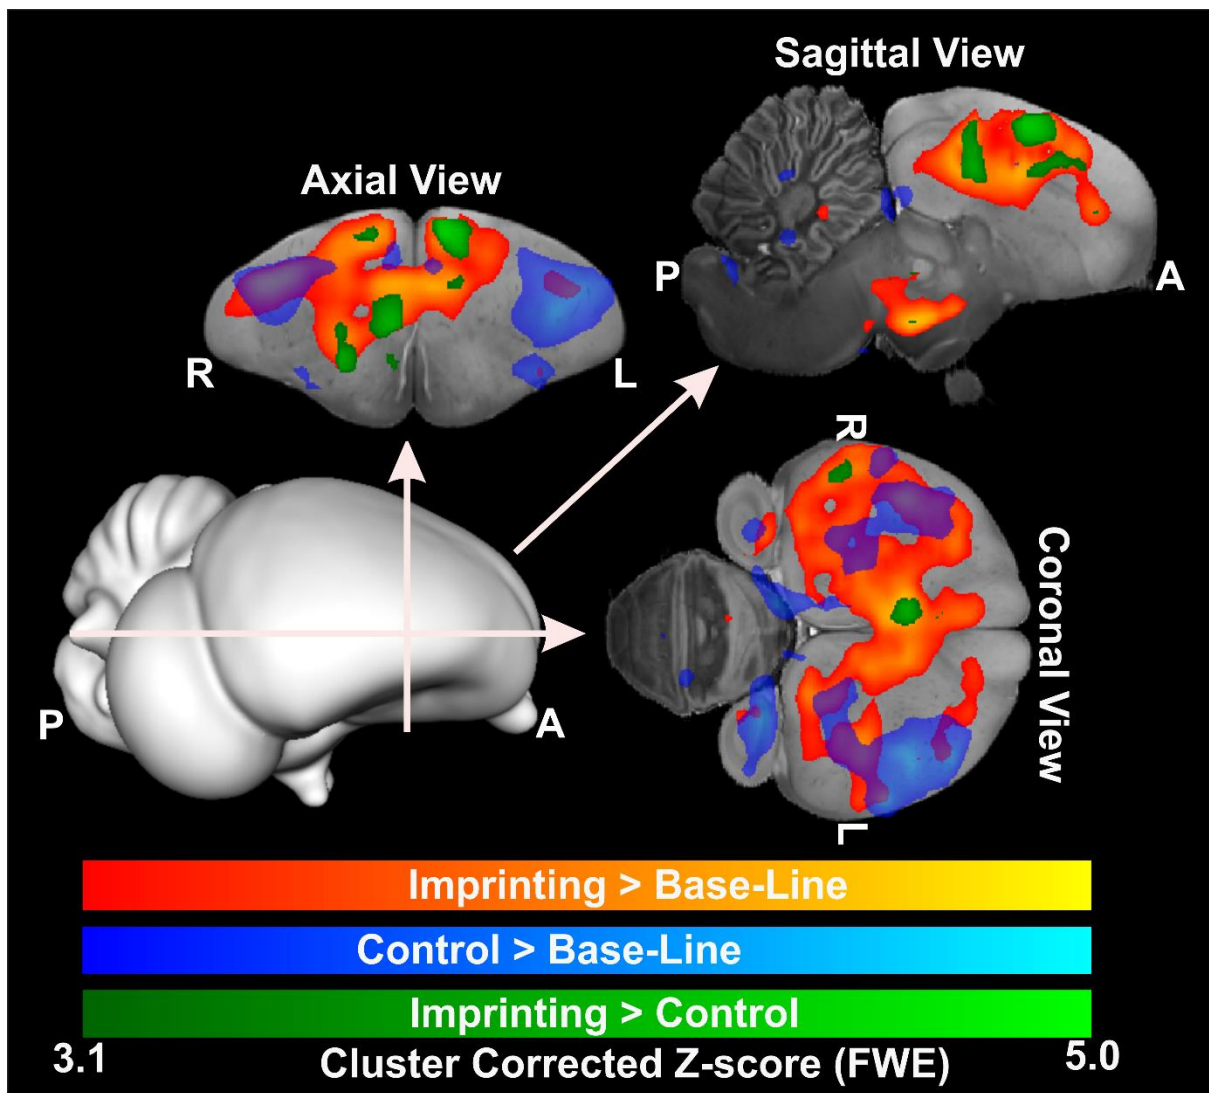 Sagittal View
Axial View
P
A
R
L
R
Coronal View
P
A
L
Imprinting > Base-Line
Control > Base-Line
Imprinting > Control
3.1
Cluster Corrected Z-score (FWE)
5.0